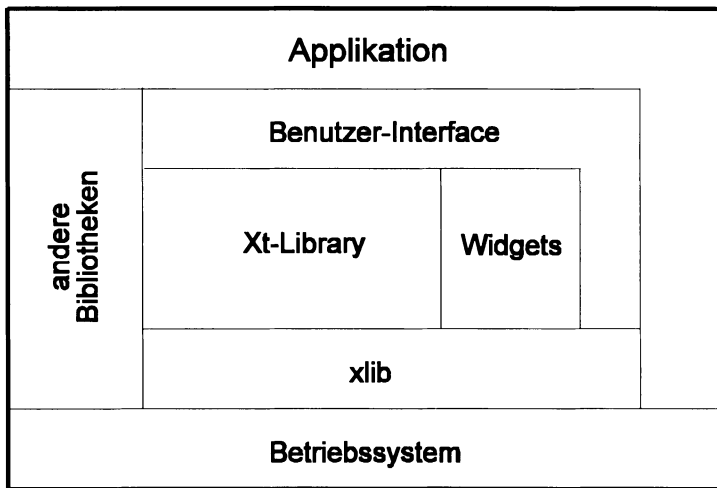 Applikation
Benutzer-Interface
andere
Bibliotheken
Xt-Library
Widgets
xlib
Betriebssystem